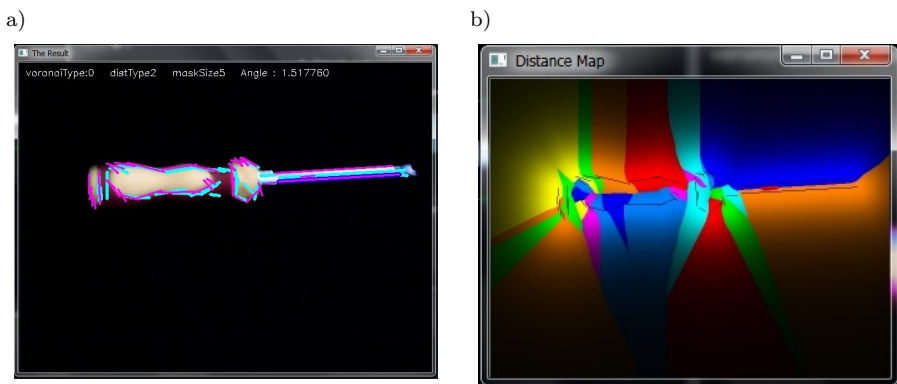 a)
b)
The Result
Distance Map
voronoiType:0 distType2 maskSize5 Angle : 1.517760